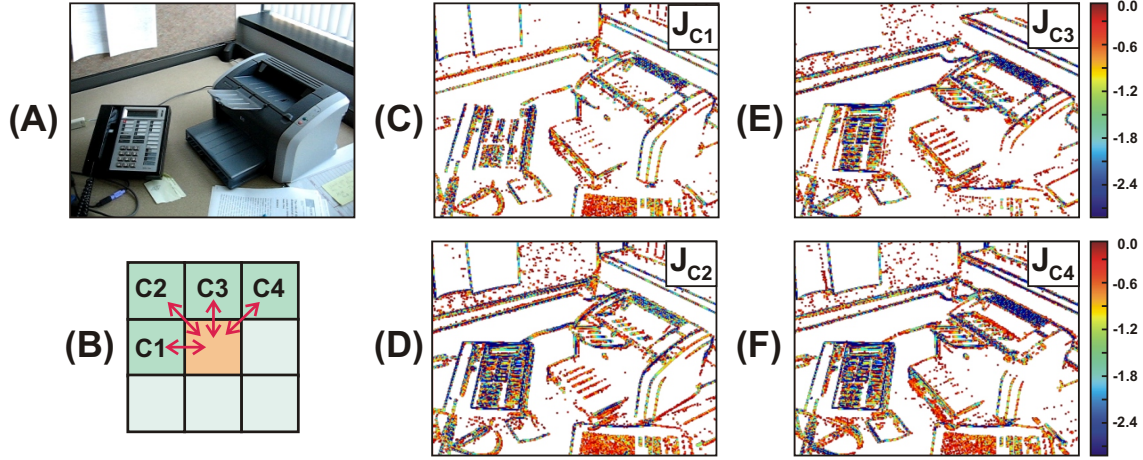 (A)
(C)
J_C1
(E)
J_C3
0.0
-0.6
-1.2
-1.8
-2.4
(B)
C2 C3 C4
C1
(D)
J_C2
(F)
J_C4
0.0
-0.6
-1.2
-1.8
-2.4